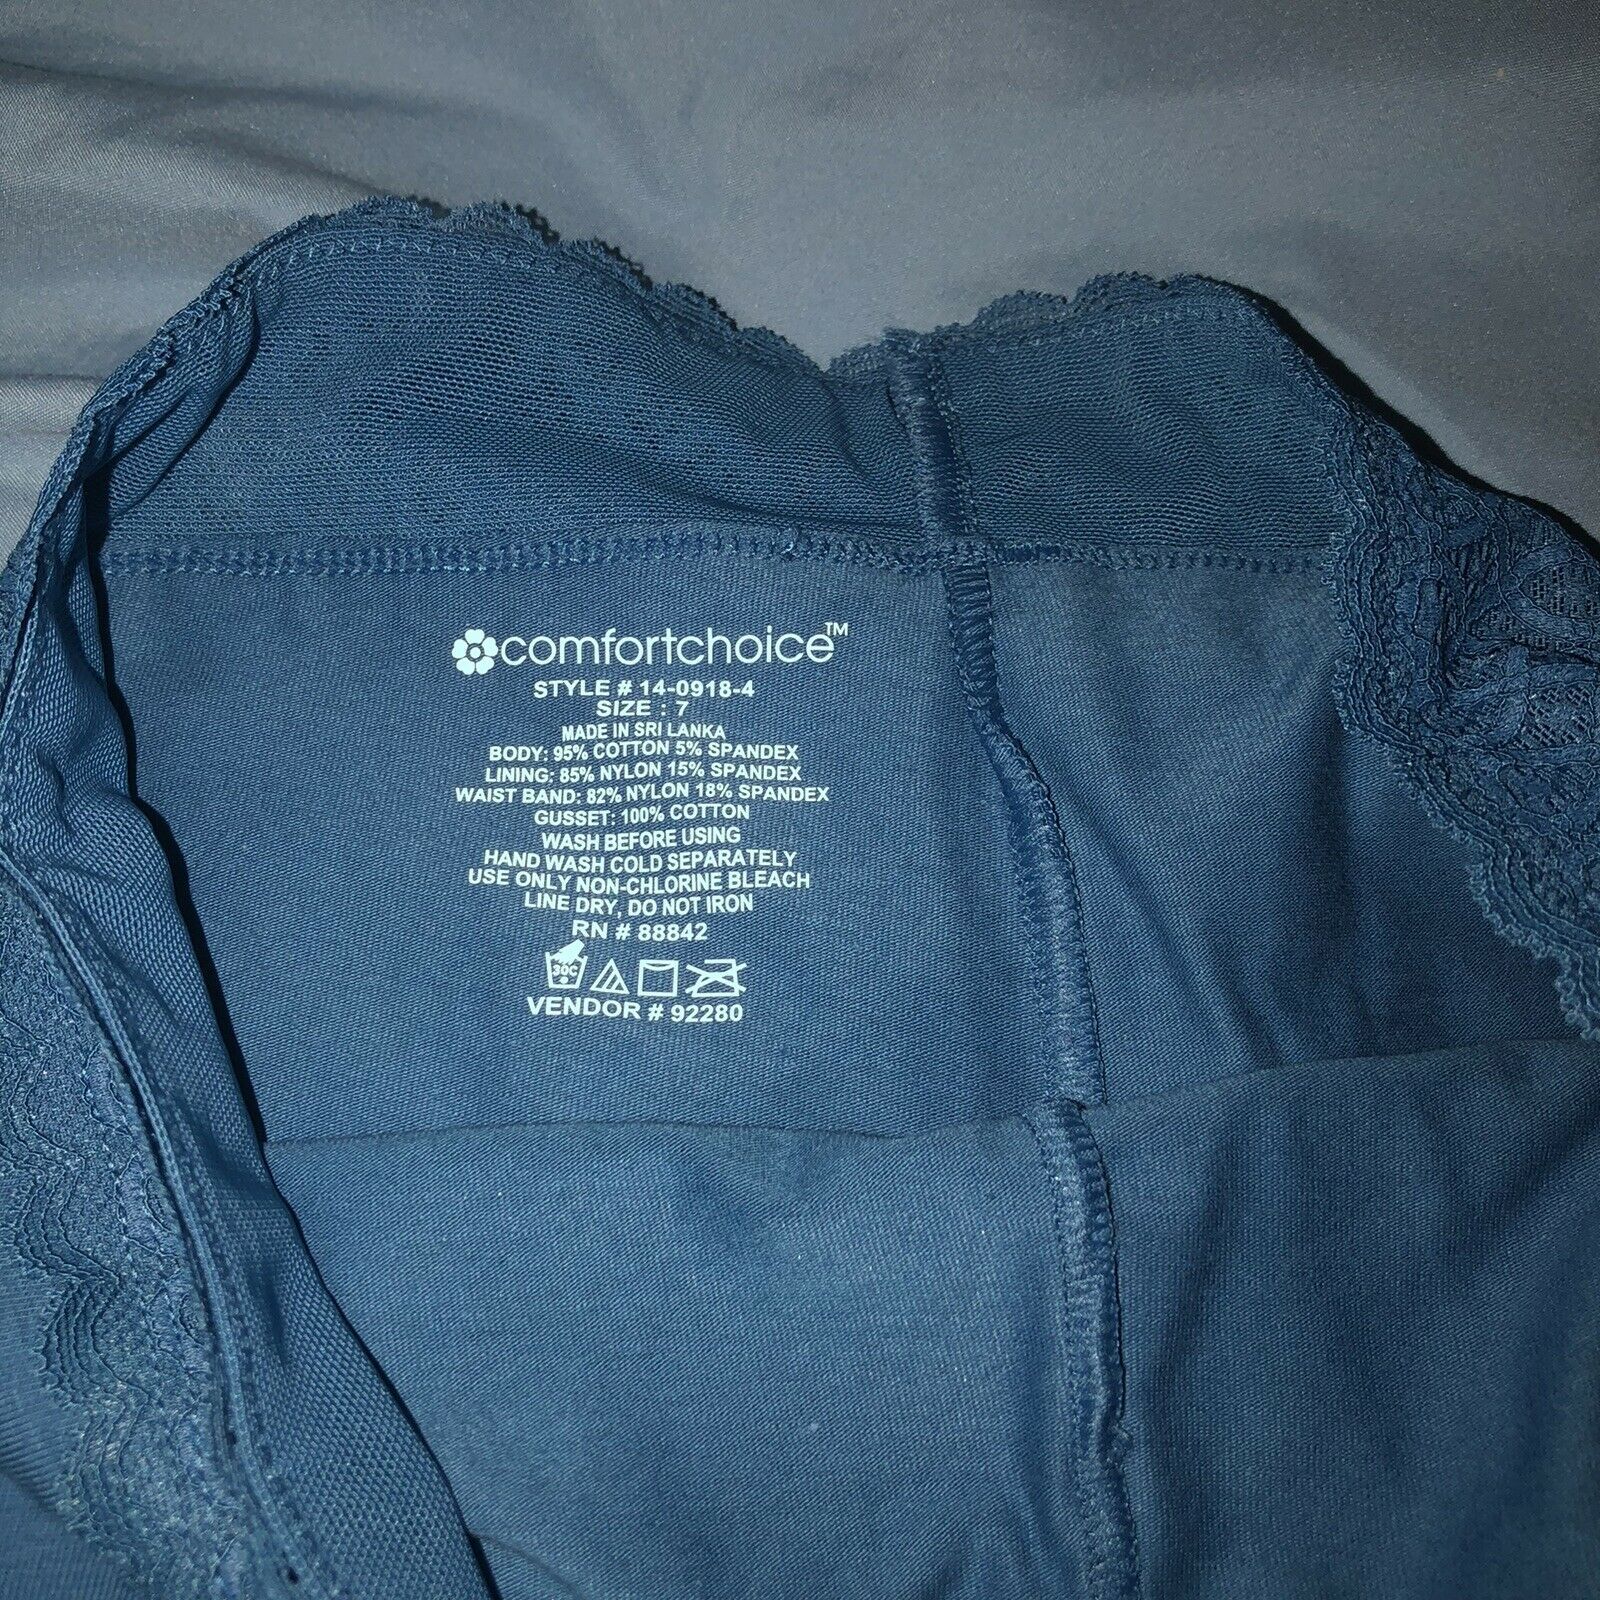 comfortchoice™
STYLE # 14-0918-4
SIZE : 7
MADE IN SRI LANKA
BODY: 95% COTTON 5% SPANDEX
LINING: 85% NYLON 15% SPANDEX
WAIST BAND: 82% NYLON 18% SPANDEX
GUSSET: 100% COTTON
WASH BEFORE USING
HAND WASH COLD SEPARATELY
USE ONLY NON-CHLORINE BLEACH
LINE DRY, DO NOT IRON
RN # 88842
30C
VENDOR # 92280